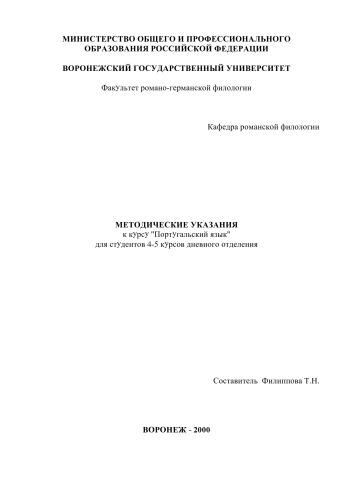 МИНИСТЕРСТВО ОБЩЕГО И ПРОФЕССИОНАЛЬНОГО
ОБРАЗОВАНИЯ РОССИЙСКОЙ ФЕДЕРАЦИИ
ВОРОНЕЖСКИЙ ГОСУДАРСТВЕННЫЙ УНИВЕРСИТЕТ
Факультет романо-германской филологии
Кафедра романской филологии
МЕТОДИЧЕСКИЕ УКАЗАНИЯ
к курсу "Португальский язык"
для студентов 4-5 курсов дневного отделения
Составитель Филиппова Т.Н.
ВОРОНЕЖ - 2000